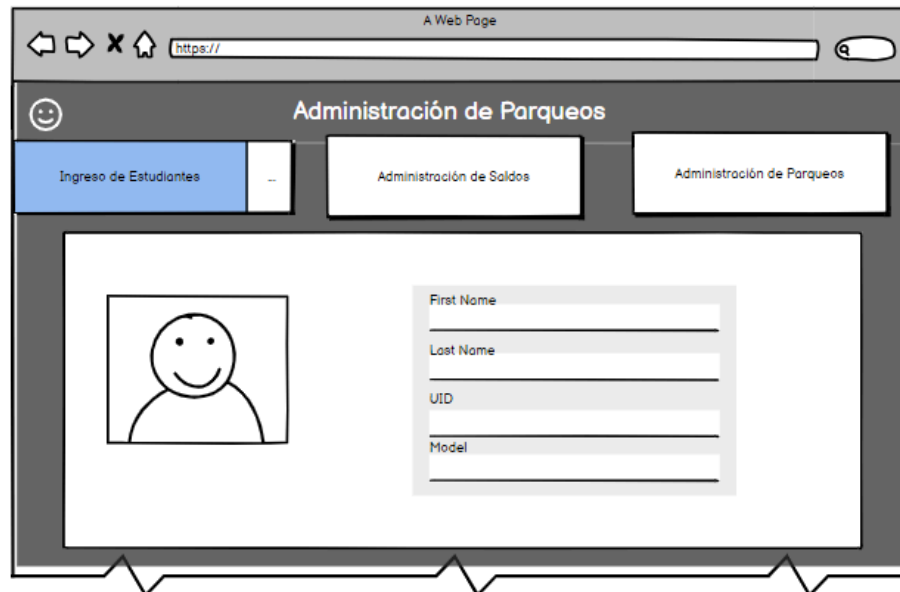 A Web Page
https://
Administración de Parqueos
Ingreso de Estudiantes
...
Administración de Saldos
Administración de Parqueos
First Name
Last Name
UID
Model